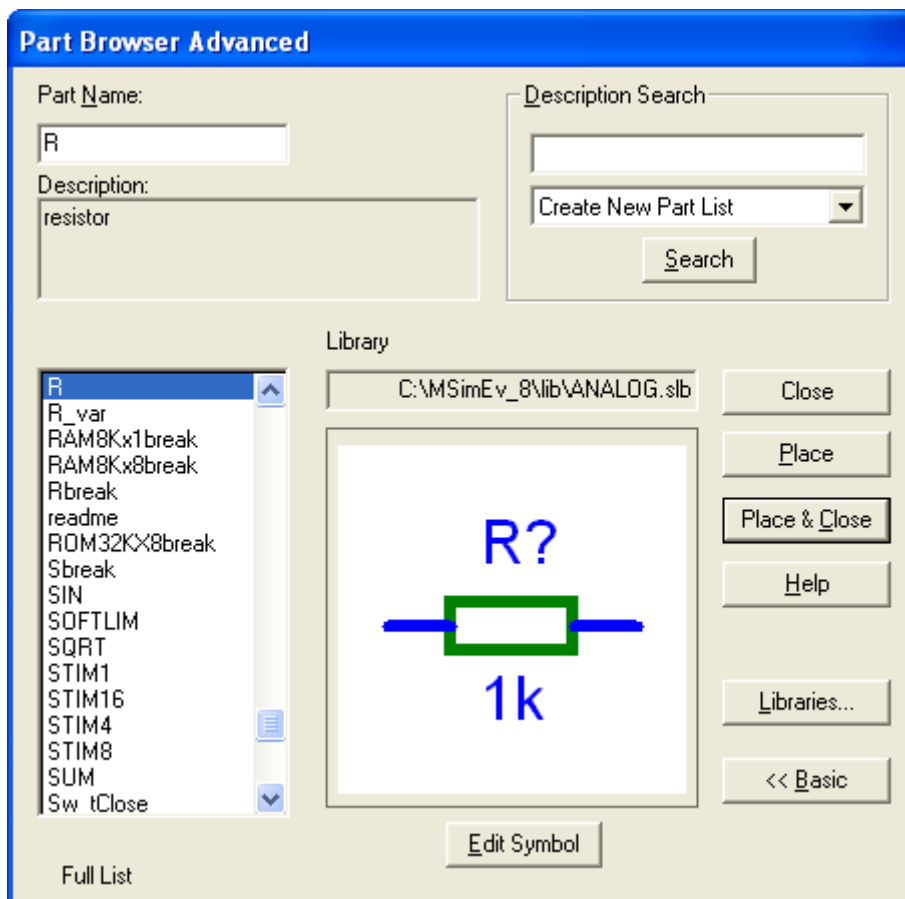 Part Browser Advanced
Part Name:
R
Description:
resistor
Description Search
Create New Part List
Search
Library
C:\MSimEv_8\lib\ANALOG.slb
R
R_var
RAM8Kx1break
RAM8Kx8break
Rbreak
readme
ROM32KX8break
Sbreak
SIN
SOFTLIM
SQRT
STIM1
STIM16
STIM4
STIM8
SUM
Sw_tClose
Full List
R?
1k
Edit Symbol
Close
Place
Place & Close
Help
Libraries...
<< Basic